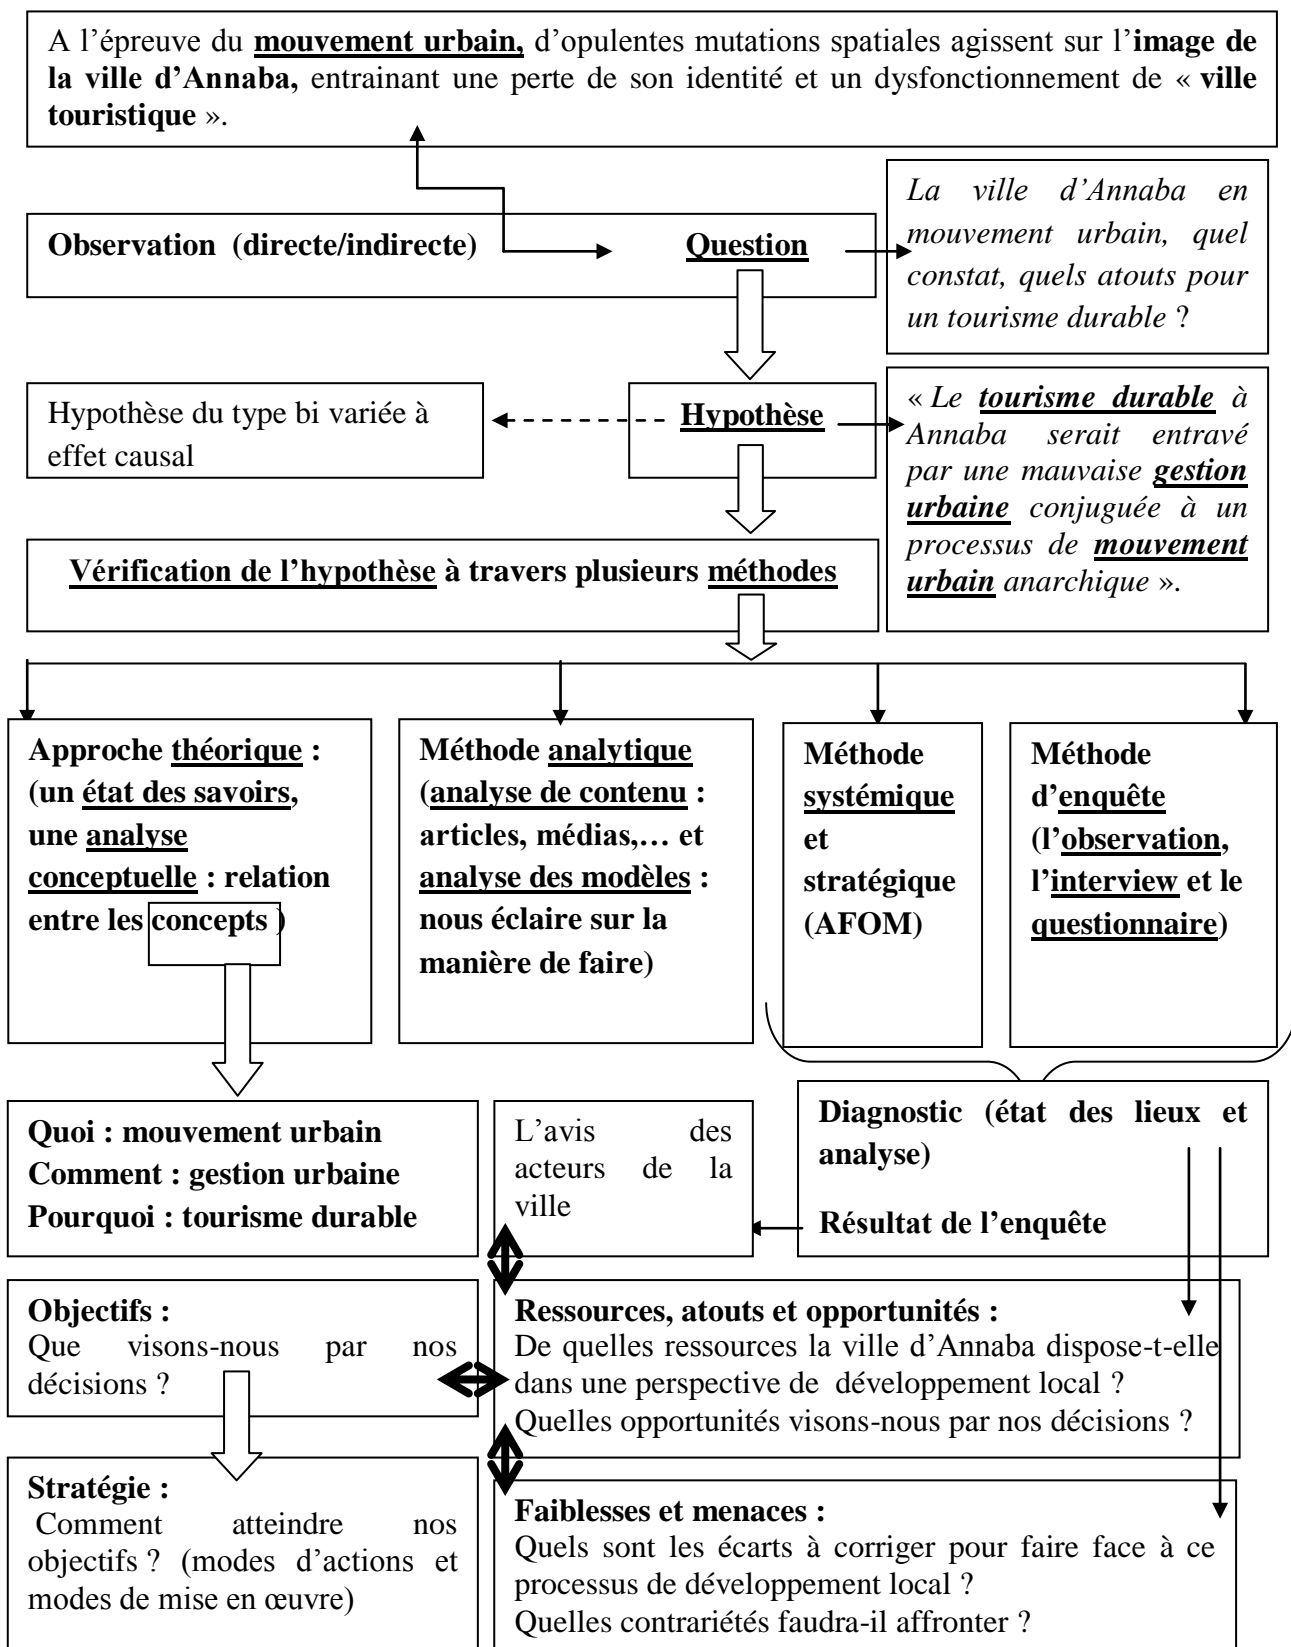 A l’épreuve du mouvement urbain, d’opulentes mutations spatiales agissent sur l’image de
la ville d’Annaba, entrainant une perte de son identité et un dysfonctionnement de « ville
touristique ».
Observation (directe/indirecte)
Question
La ville d’Annaba en
mouvement urbain, quel
constat, quels atouts pour
un tourisme durable ?
Hypothèse du type bi variée à
effet causal
Hypothèse
« Le tourisme durable à
Annaba serait entravé
par une mauvaise gestion
urbaine conjuguée à un
processus de mouvement
urbain anarchique ».
Vérification de l’hypothèse à travers plusieurs méthodes
Approche théorique :
(un état des savoirs,
une analyse
conceptuelle : relation
entre les concepts )
Méthode analytique
(analyse de contenu :
articles, médias,… et
analyse des modèles :
nous éclaire sur la
manière de faire)
Méthode
systémique
et
stratégique
(AFOM)
Méthode
d’enquête
(l’observation,
l’interview et le
questionnaire)
Quoi : mouvement urbain
Comment : gestion urbaine
Pourquoi : tourisme durable
L’avis des
acteurs de la
ville
Diagnostic (état des lieux et
analyse)
Résultat de l’enquête
Objectifs :
Que visons-nous par nos
décisions ?
Ressources, atouts et opportunités :
De quelles ressources la ville d’Annaba dispose-t-elle
dans une perspective de développement local ?
Quelles opportunités visons-nous par nos décisions ?
Stratégie :
Comment atteindre nos
objectifs ? (modes d’actions et
modes de mise en œuvre)
Faiblesses et menaces :
Quels sont les écarts à corriger pour faire face à ce
processus de développement local ?
Quelles contrariétés faudra-il affronter ?